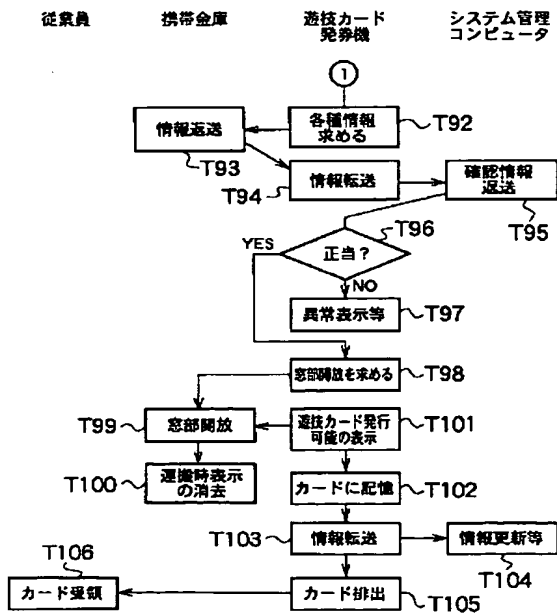 従業員
携帯金庫
遊技カード
発券機
システム管理
コンピュータ
1
各種情報
求める
T92
情報返送
T93
T94
情報転送
確認情報
返送
T95
T96
正当?
YES
NO
異常表示等
T97
窓部開放を求める
T98
T99
窓部開放
遊技カード発行
可能の表示
T101
T100
運搬時表示
の消去
カードに記憶
T102
T103
情報転送
情報更新等
T104
T106
カード受領
カード排出
T105